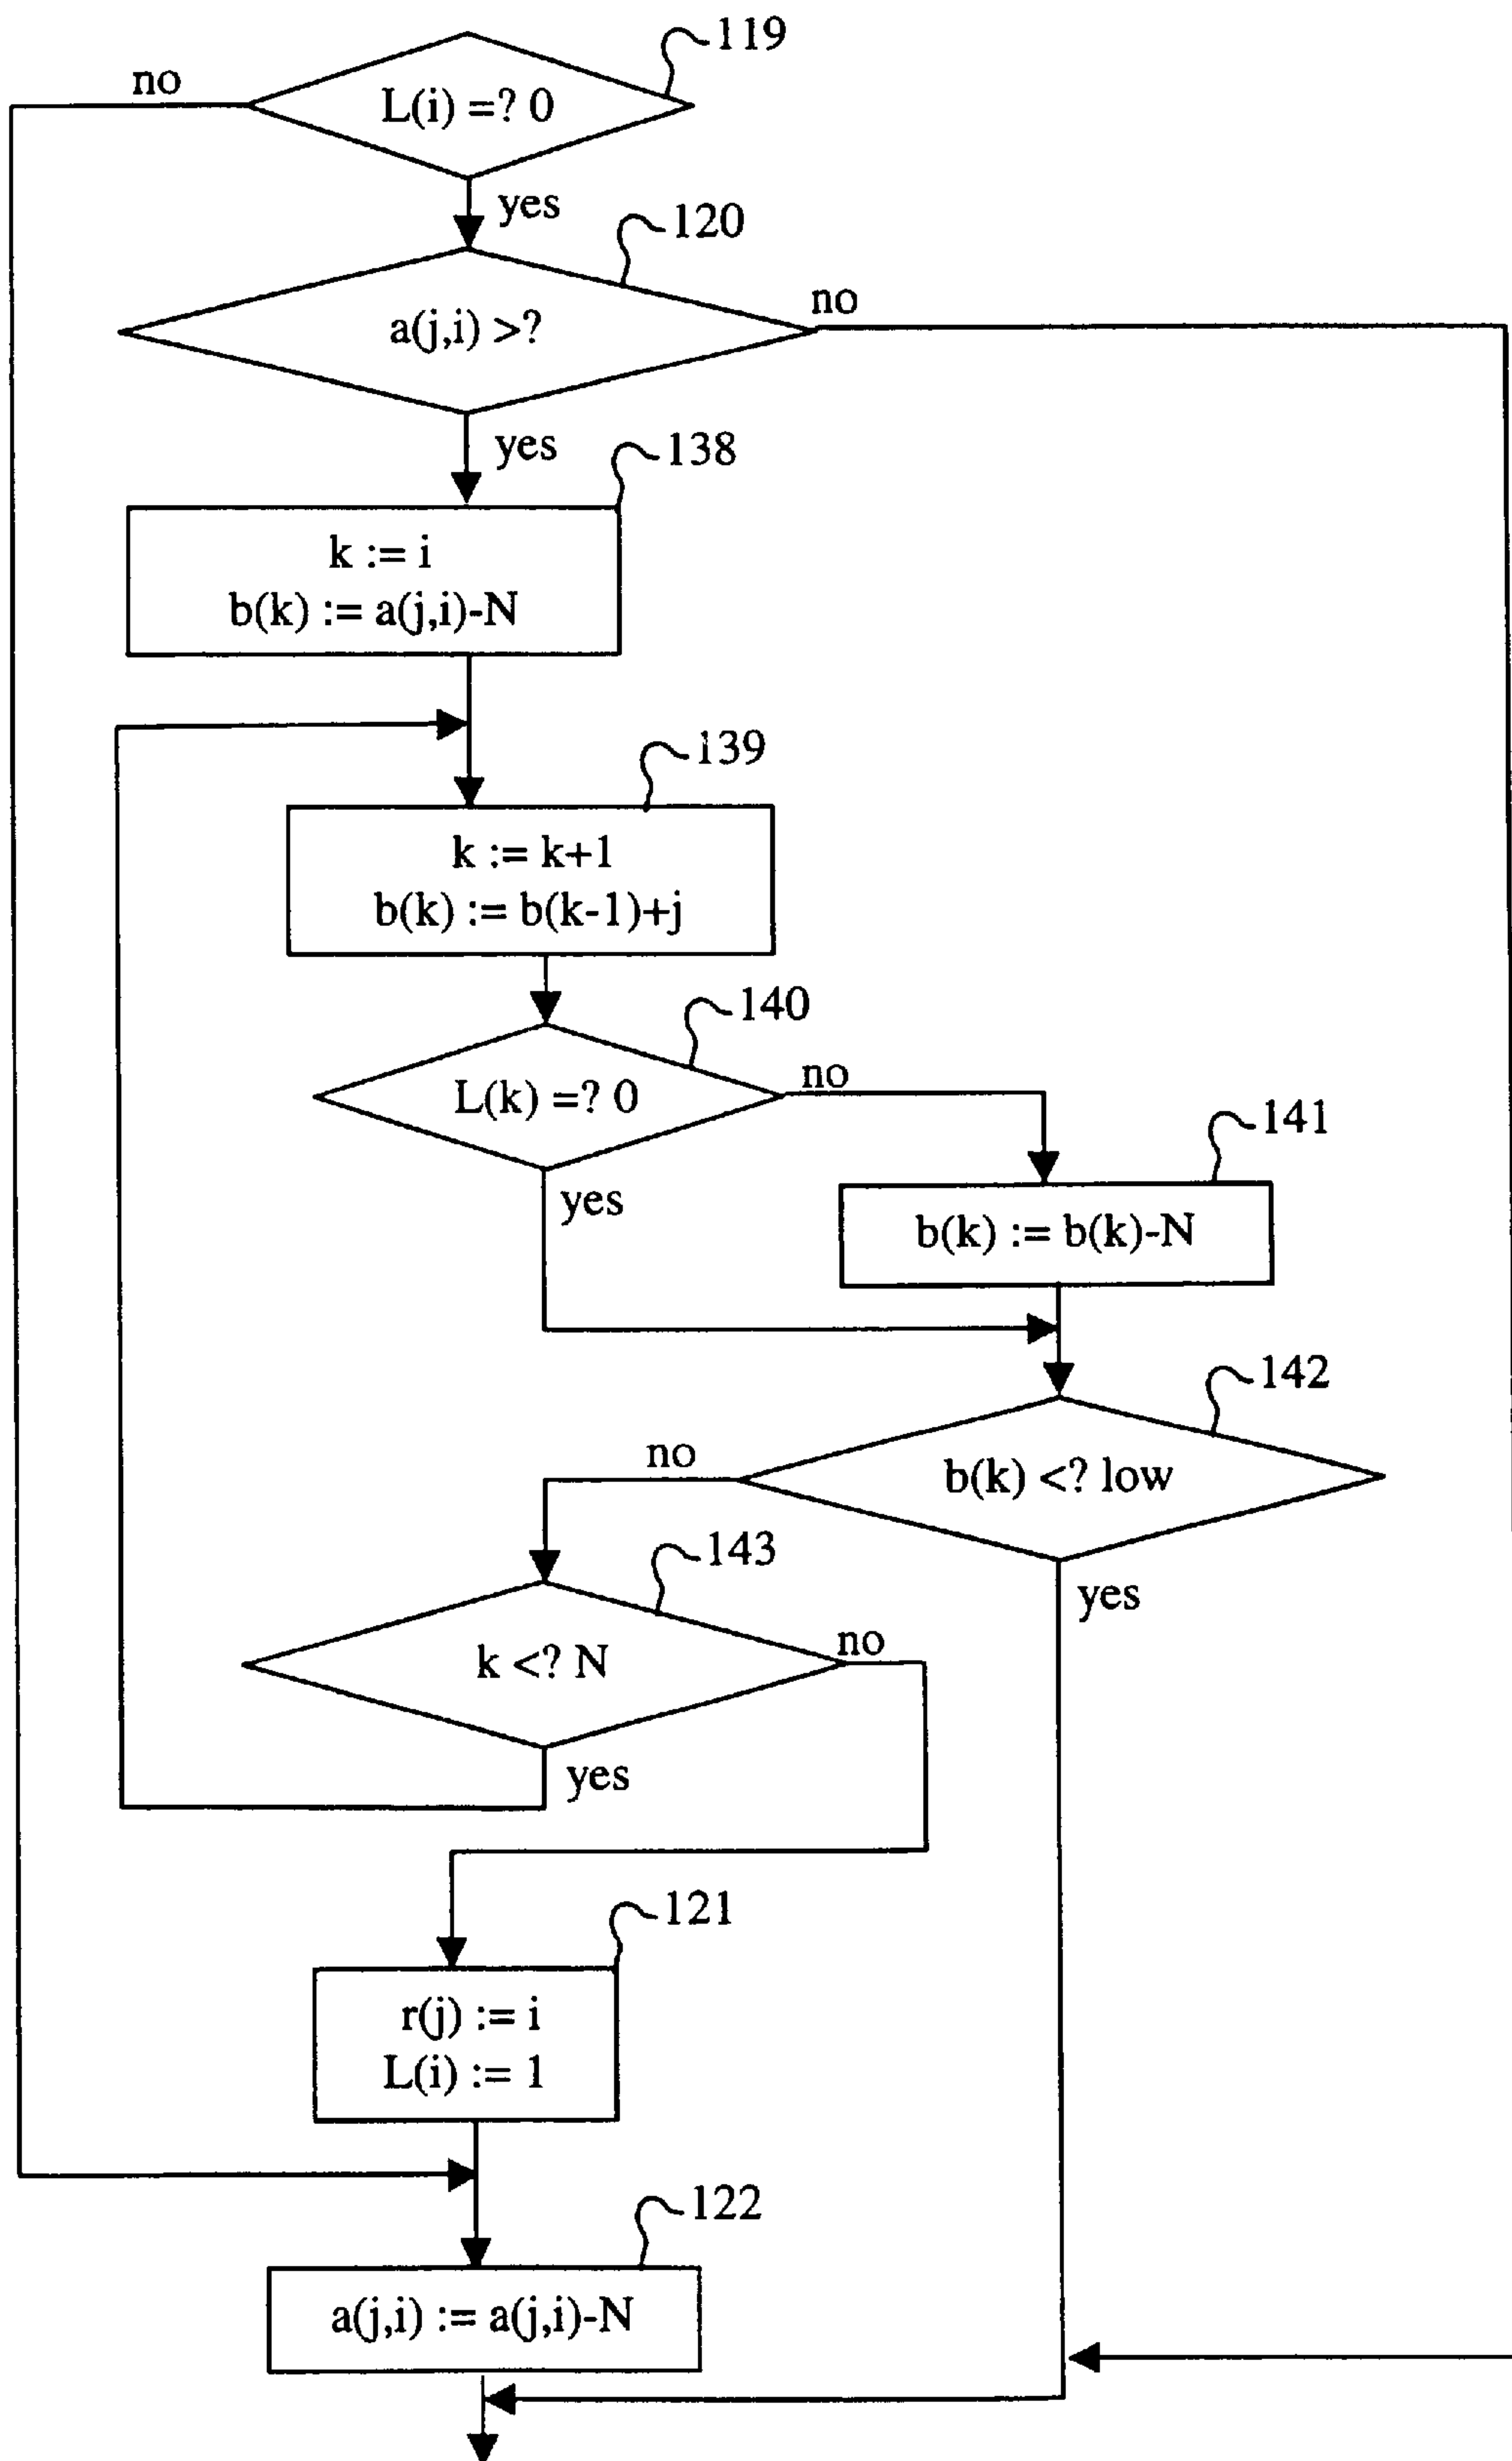 119
no
L(i) =? 0
yes
120
no
a(j,i) >?
yes
138
k := i
b(k) := a(j,i)-N
139
k := k+1
b(k) := b(k-1)+j
140
no
L(k) =? 0
141
yes
b(k) := b(k)-N
142
no
b(k) <? low
143
yes
no
k <? N
yes
121
r(j) := i
L(i) := 1
122
a(j,i) := a(j,i)-N